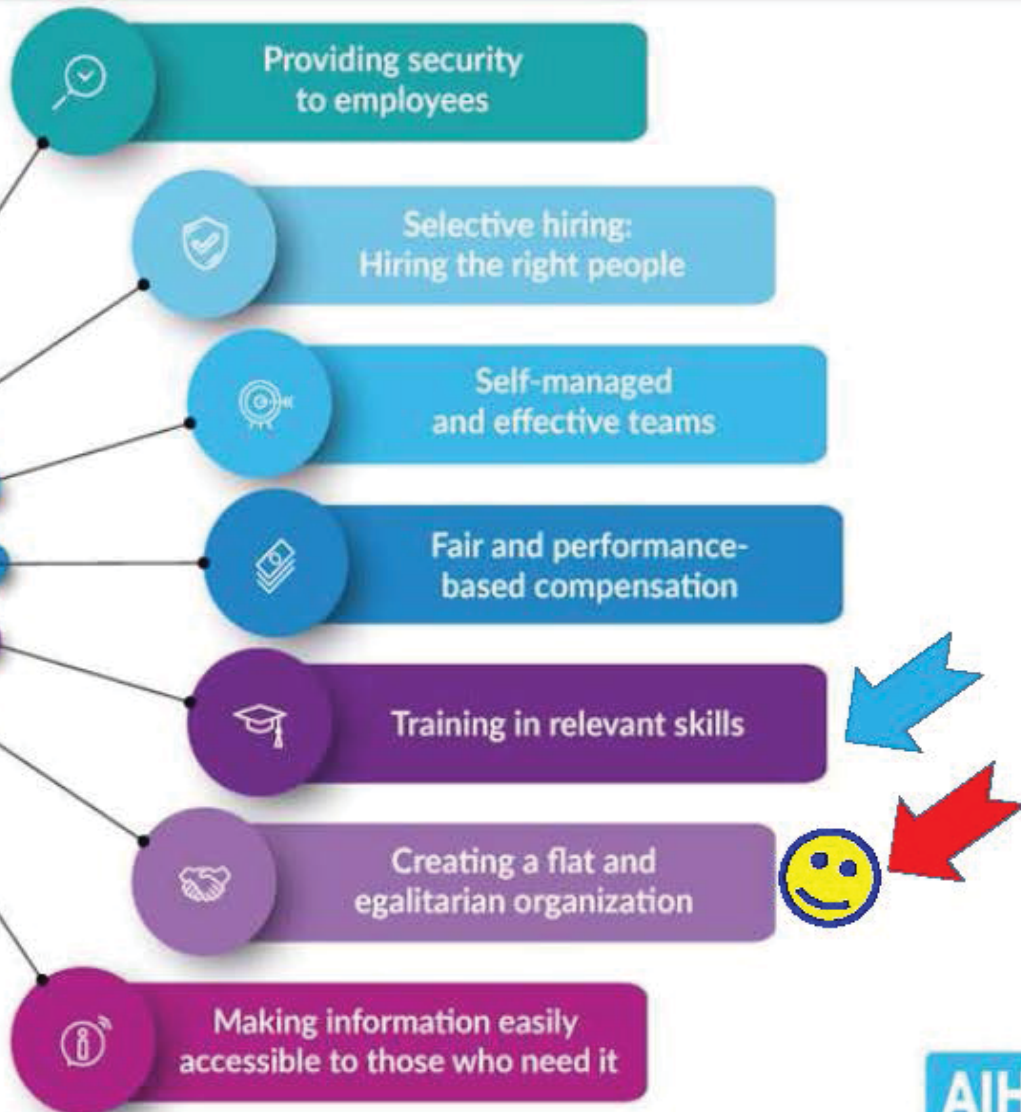 Providing security
to employees
Selective hiring:
Hiring the right people
Self-managed
and effective teams
Fair and performance-
based compensation
Training in relevant skills
Creating a flat and
egalitarian organization
Making information easily
accessible to those who need it
AIH